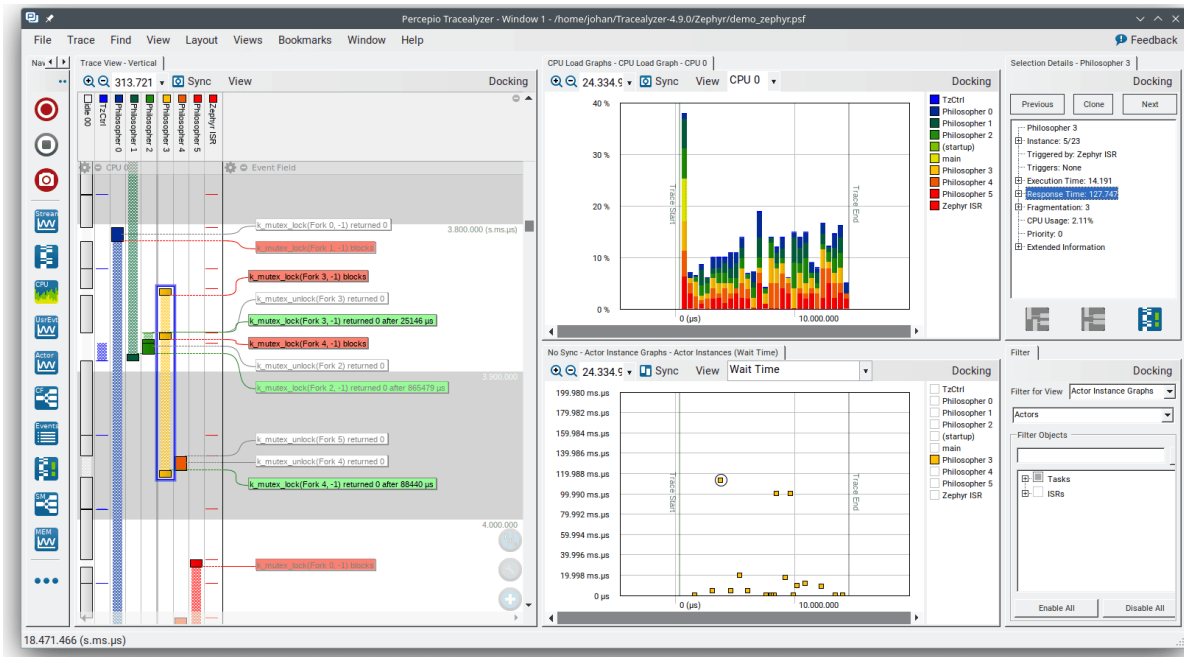 Percepio Tracealyzer - Window 1 - /home/johan/Tracealyzer-4.9.0/Zephyr/demo_zephyr.psf
File Trace Find View Layout Views Bookmarks Window Help
Feedback
Nav
Trace View - Vertical
313.721
Sync
View
Docking
Idle 00
TzCtrl
Philosopher 0
Philosopher 1
Philosopher 2
Philosopher 3
Philosopher 4
Philosopher 5
Zephyr ISR
CPU 0
Event Field
Stream
CPU
UsrEvt
Actor
CF
Events
SM
MEM
k_mutex_lock(Fork 0, -1) returned 0
3.800.000 (s.ms.µs)
k_mutex_lock(Fork 1, -1) blocks
k_mutex_lock(Fork 3, -1) blocks
k_mutex_unlock(Fork 3) returned 0
k_mutex_lock(Fork 3, -1) returned 0 after 25146 µs
k_mutex_lock(Fork 4, -1) blocks
k_mutex_unlock(Fork 2) returned 0
3.900.000
k_mutex_lock(Fork 2, -1) returned 0 after 865479 µs
k_mutex_unlock(Fork 5) returned 0
k_mutex_unlock(Fork 4) returned 0
k_mutex_lock(Fork 4, -1) returned 0 after 88440 µs
4.000.000
k_mutex_lock(Fork 0, -1) blocks
CPU Load Graphs - CPU Load Graph - CPU 0
24.334.9
Sync
View
CPU 0
Docking
40 %
30 %
20 %
10 %
0 %
Trace Start
Trace End
0 (µs)
10.000.000
TzCtrl
Philosopher 0
Philosopher 1
Philosopher 2
(startup)
main
Philosopher 3
Philosopher 4
Philosopher 5
Zephyr ISR
No Sync - Actor Instance Graphs - Actor Instances (Wait Time)
24.334.9
Sync
View
Wait Time
Docking
199.980 ms.µs
179.982 ms.µs
159.984 ms.µs
139.986 ms.µs
119.988 ms.µs
99.990 ms.µs
79.992 ms.µs
59.994 ms.µs
39.996 ms.µs
19.998 ms.µs
0 µs
Trace Start
Trace End
0 (µs)
10.000.000
TzCtrl
Philosopher 0
Philosopher 1
Philosopher 2
(startup)
main
Philosopher 3
Philosopher 4
Philosopher 5
Zephyr ISR
Selection Details - Philosopher 3
Docking
Previous
Clone
Next
Philosopher 3
Instance: 5/23
Triggered by: Zephyr ISR
Triggers: None
Execution Time: 14.191
Response Time: 127.747
Fragmentation: 3
CPU Usage: 2.11%
Priority: 0
Extended Information
Filter
Docking
Filter for View
Actor Instance Graphs
Actors
Filter Objects
Tasks
ISRs
Enable All
Disable All
18.471.466 (s.ms.µs)